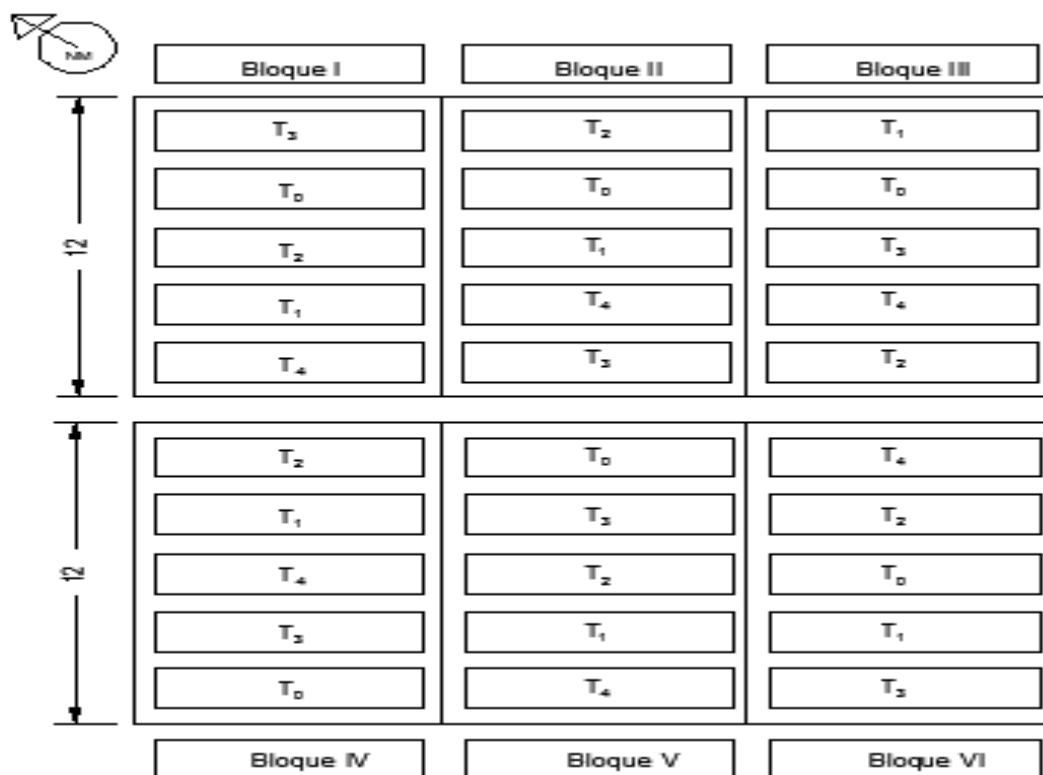 NM
Bloque I Bloque II Bloque III
T₃ T₂ T₁
T₀ T₀ T₀
T₂ T₁ T₃
T₁ T₄ T₄
T₄ T₃ T₂
12
T₂ T₀ T₄
T₁ T₃ T₂
T₄ T₂ T₀
T₃ T₁ T₁
T₀ T₄ T₃
12
Bloque IV Bloque V Bloque VI